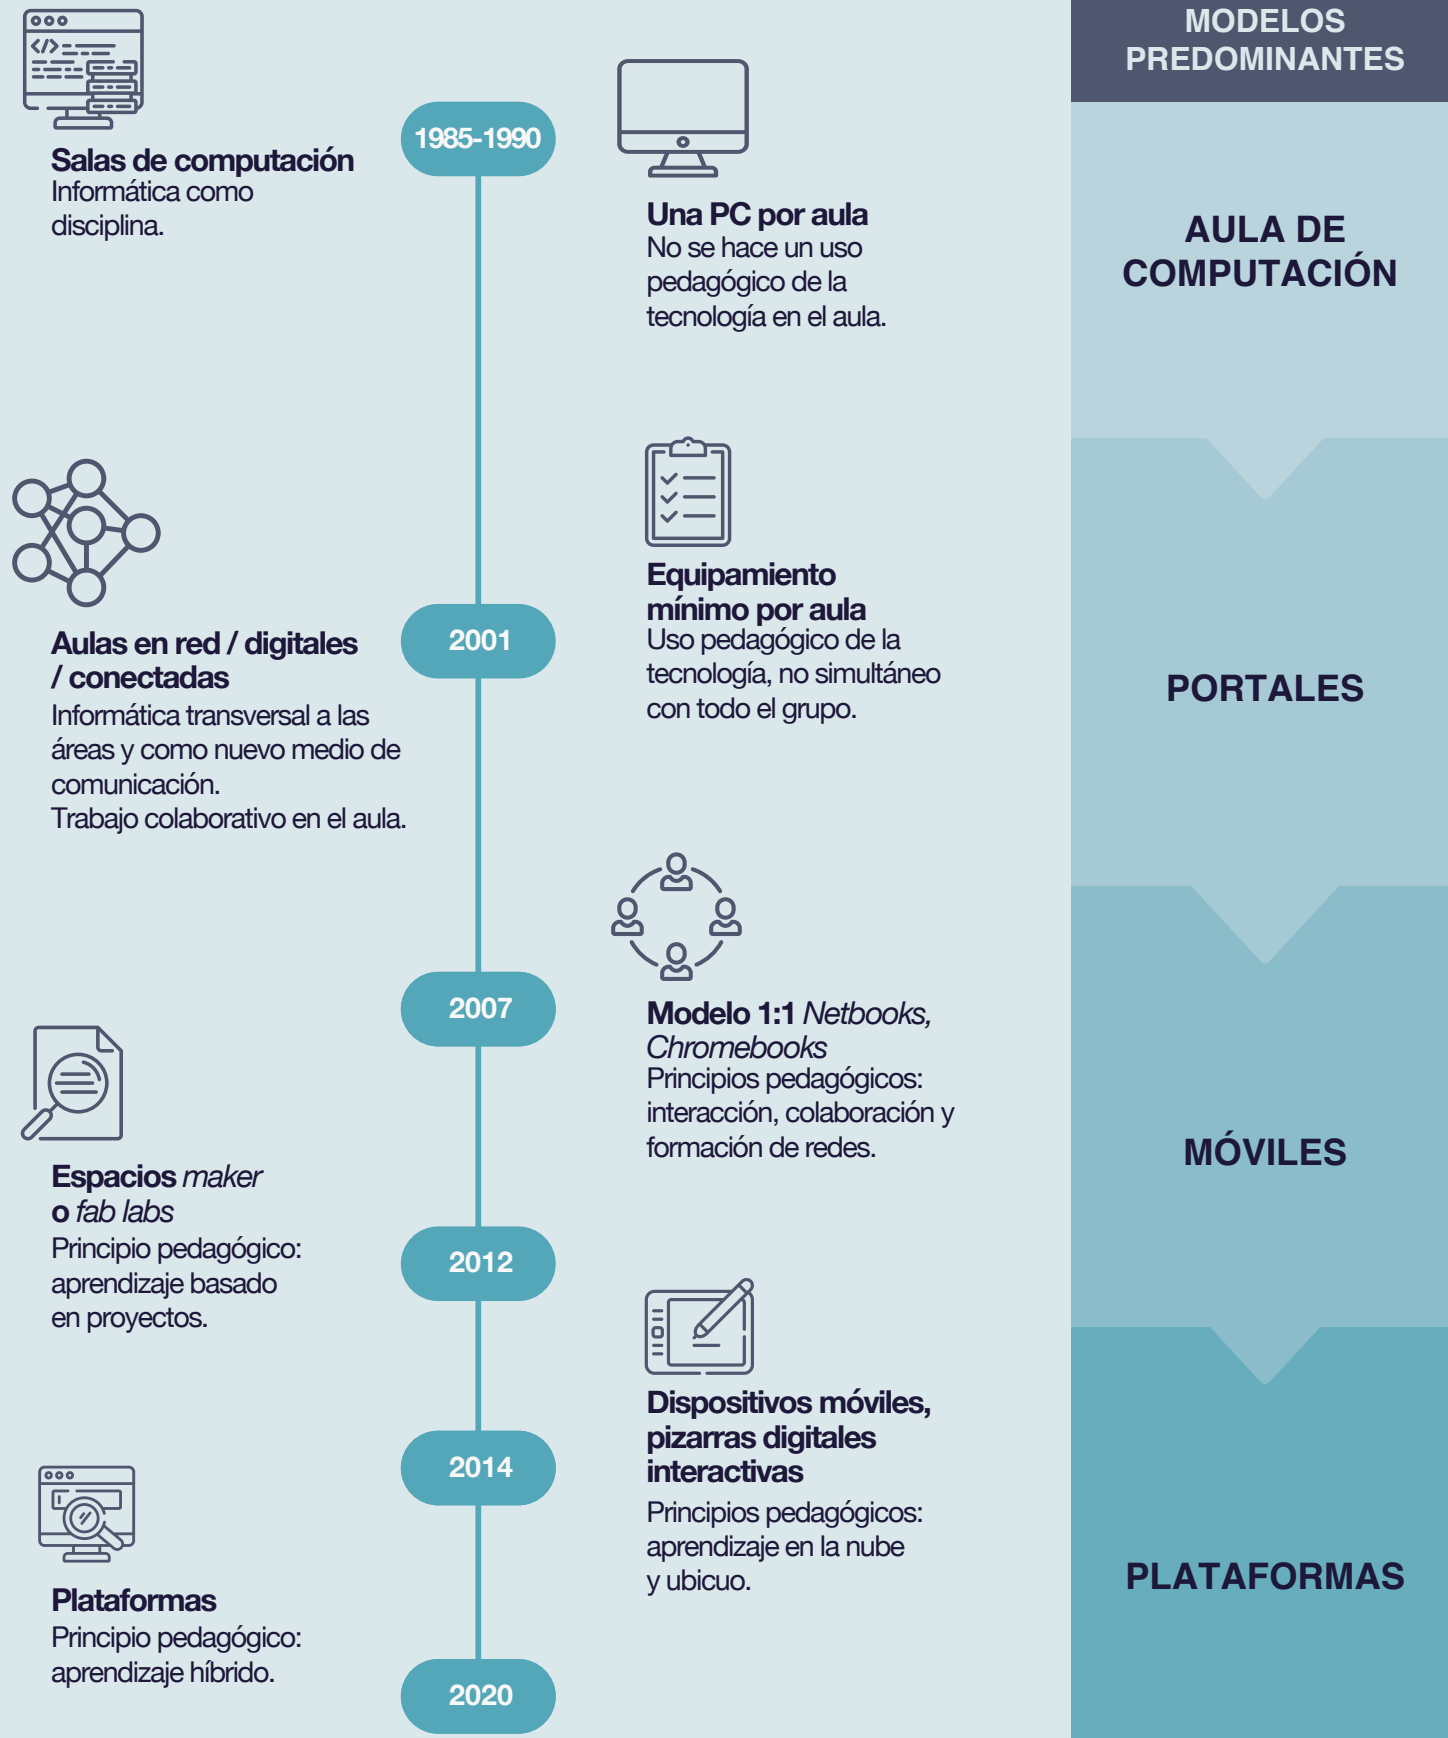 MODELOS
PREDOMINANTES
1985-1990
Salas de computación
Informática como
disciplina.
Una PC por aula
No se hace un uso
pedagógico de la
tecnología en el aula.
AULA DE
COMPUTACIÓN
2001
Aulas en red / digitales
/ conectadas
Informática transversal a las
áreas y como nuevo medio de
comunicación.
Trabajo colaborativo en el aula.
Equipamiento
mínimo por aula
Uso pedagógico de la
tecnología, no simultáneo
con todo el grupo.
PORTALES
2007
Modelo 1:1 Netbooks,
Chromebooks
Principios pedagógicos:
interacción, colaboración y
formación de redes.
MÓVILES
Espacios maker
o fab labs
Principio pedagógico:
aprendizaje basado
en proyectos.
2012
2014
Dispositivos móviles,
pizarras digitales
interactivas
Principios pedagógicos:
aprendizaje en la nube
y ubicuo.
PLATAFORMAS
Plataformas
Principio pedagógico:
aprendizaje híbrido.
2020